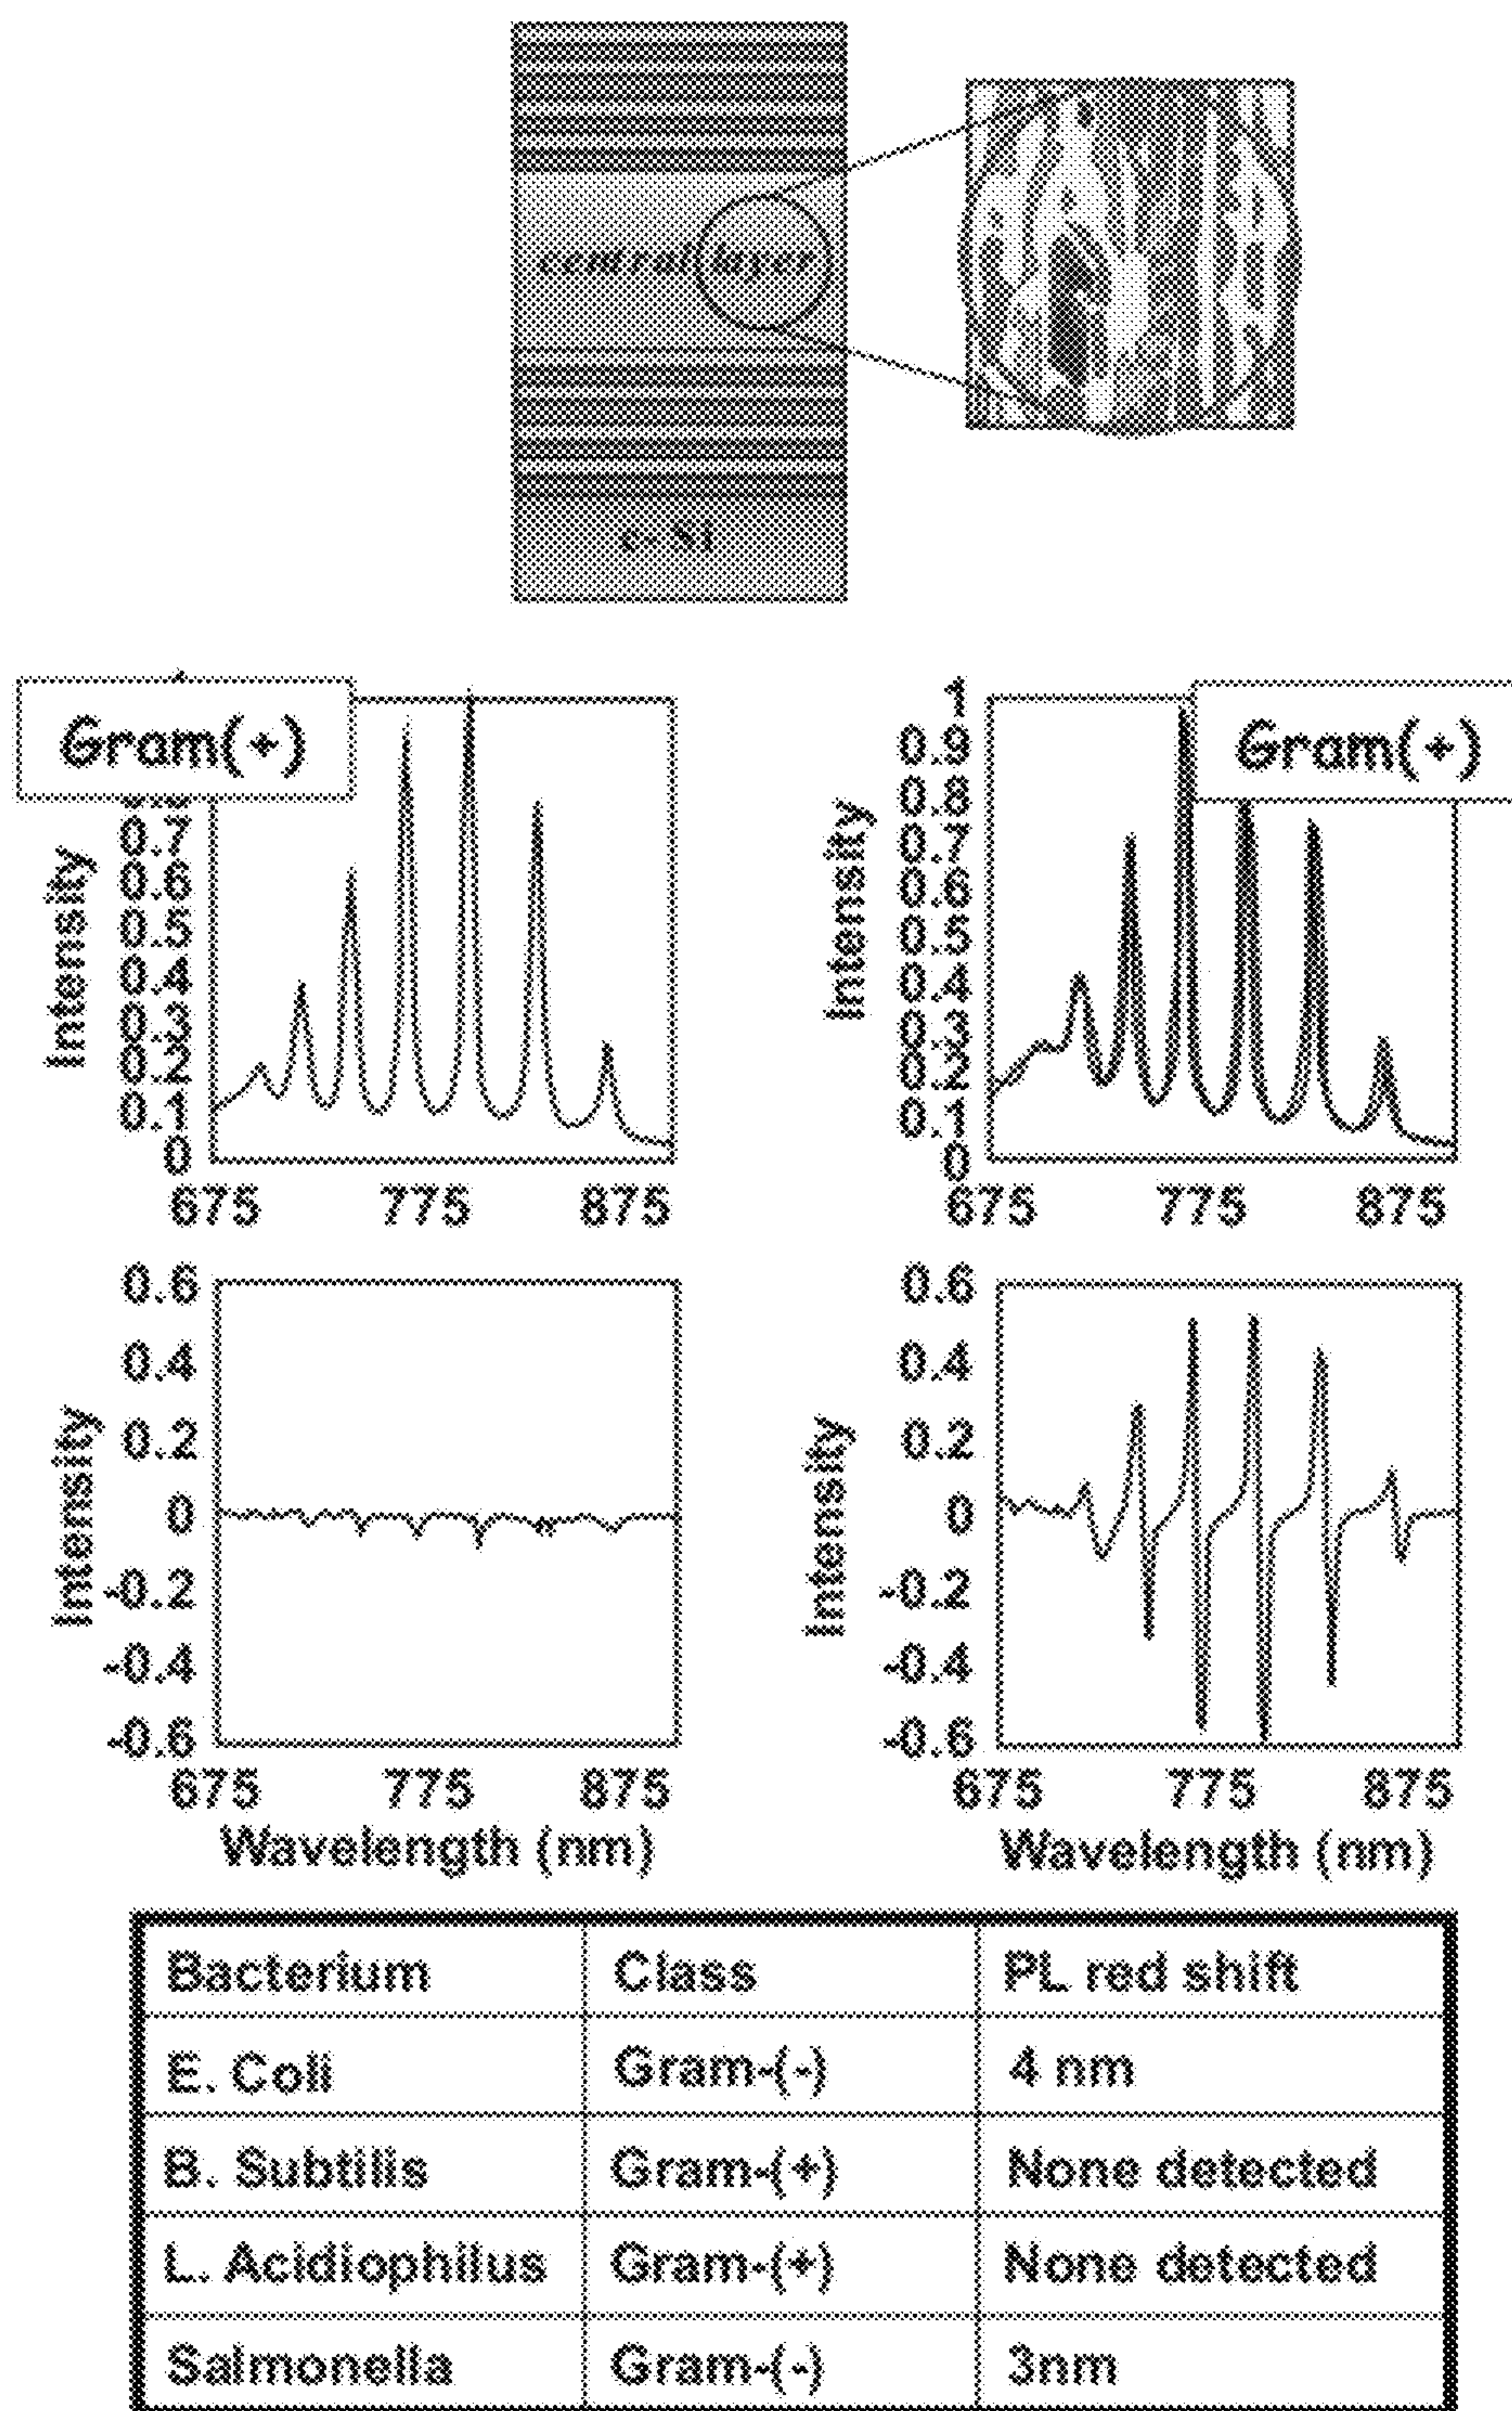 central layer
c-Si
Gram(+)
Intensity
0.7
0.6
0.5
0.4
0.3
0.2
0.1
0
675 775 875
Gram(+)
Intensity
1
0.9
0.8
0.7
0.6
0.5
0.4
0.3
0.2
0.1
0
675 775 875
Intensity
0.6
0.4
0.2
0
-0.2
-0.4
-0.6
675 775 875
Wavelength (nm)
Intensity
0.6
0.4
0.2
0
-0.2
-0.4
-0.6
675 775 875
Wavelength (nm)
Bacterium Class PL red shift
E. Coli Gram-(-) 4 nm
B. Subtilis Gram-(+) None detected
L. Acidiophilus Gram-(+) None detected
Salmonella Gram-(-) 3nm